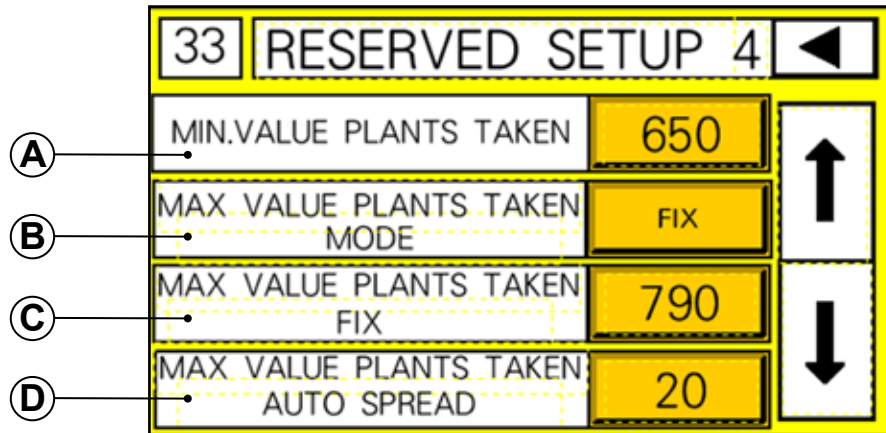 33 RESERVED SETUP 4
A MIN.VALUE PLANTS TAKEN 650
B MAX VALUE PLANTS TAKEN
MODE FIX
C MAX VALUE PLANTS TAKEN
FIX 790
D MAX VALUE PLANTS TAKEN
AUTO SPREAD 20